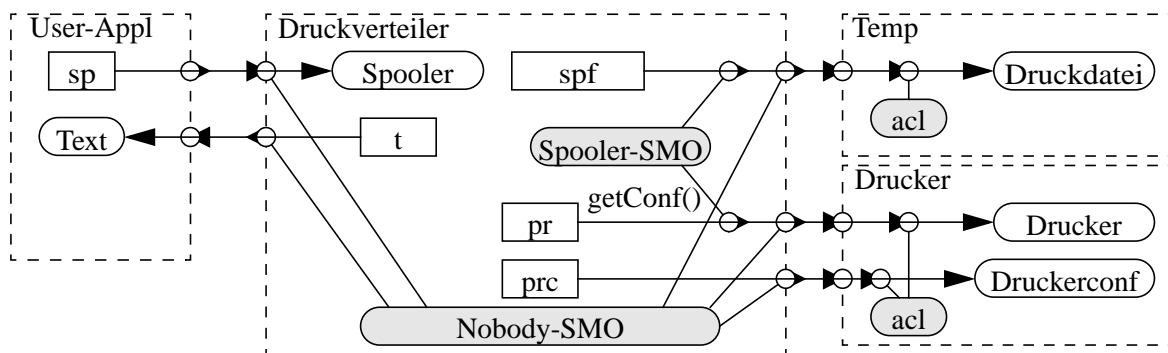 User-Appl
Druckverteiler
Temp
sp
Spooler
spf
Druckdatei
Text
t
acl
Spooler-SMO
Drucker
getConf()
pr
Drucker
prc
Druckerconf
acl
Nobody-SMO